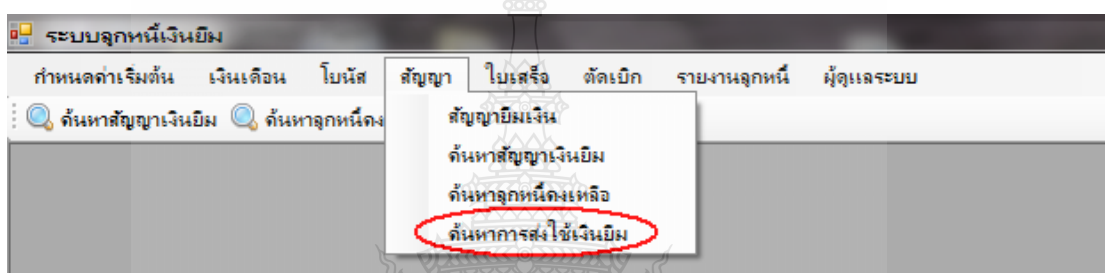 ระบบลูกหนี้เงินยืม
กำหนดค่าเริ่มต้น เงินเดือน โบนัส สัญญา ใบเสร็จ ตัดเบิก รายงานลูกหนี้ ผู้ดูแลระบบ
ค้นหาสัญญาเงินยืม ค้นหาลูกหนี้คง
สัญญายืมเงิน
ค้นหาสัญญาเงินยืม
ค้นหาลูกหนี้คงเหลือ
ค้นหาการส่งใช้เงินยืม